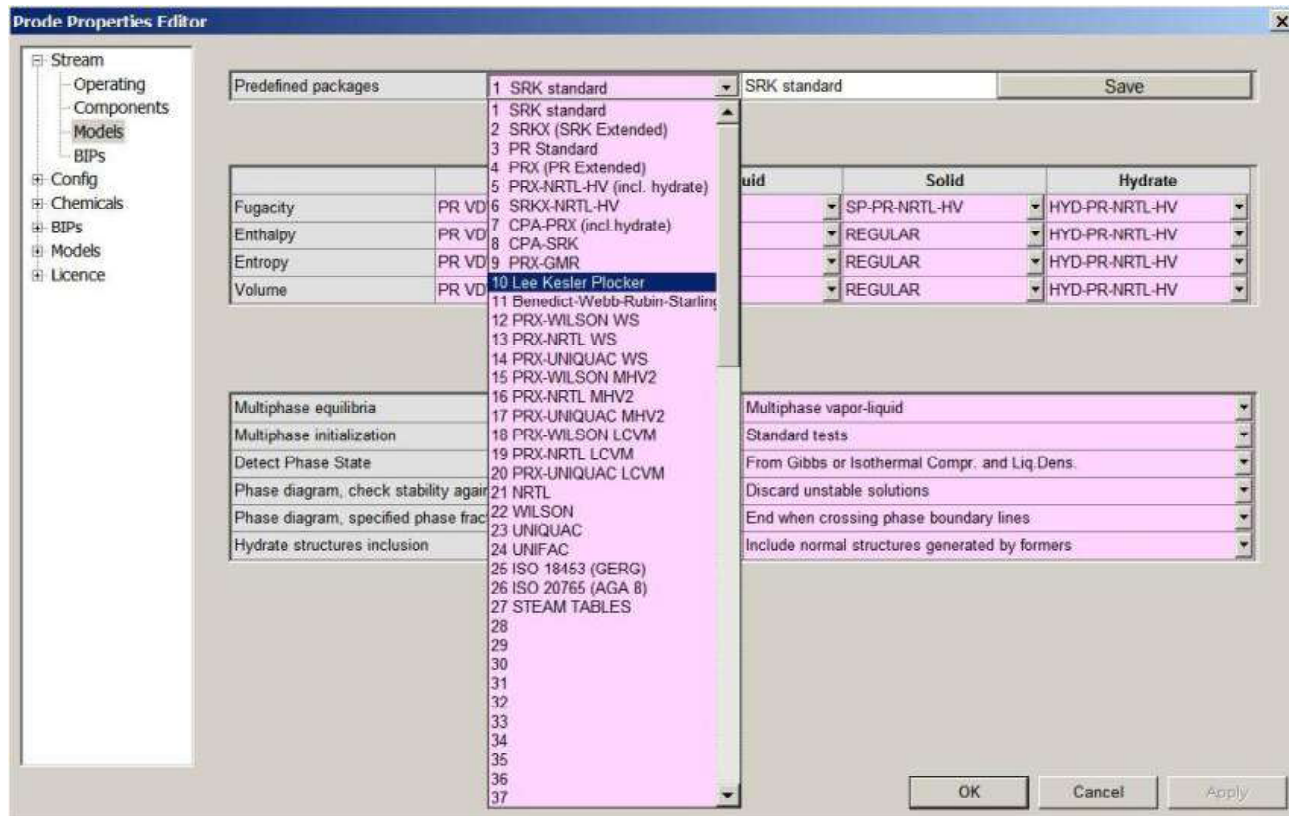 Prode Properties Editor
Stream
Operating
Components
Models
BIPs
Config
Chemicals
BIPs
Models
Licence
Predefined packages
1 SRK standard
SRK standard
Save
1 SRK standard
2 SRKX (SRK Extended)
3 PR Standard
4 PRX (PR Extended)
5 PRX-NRTL-HV (incl. hydrate)
6 SRKX-NRTL-HV
7 CPA-PRX (incl.hydrate)
8 CPA-SRK
9 PRX-GMR
10 Lee Kesler Plocker
11 Benedict-Webb-Rubin-Starling
12 PRX-WILSON WS
13 PRX-NRTL WS
14 PRX-UNIQUAC WS
15 PRX-WILSON MHV2
16 PRX-NRTL MHV2
17 PRX-UNIQUAC MHV2
18 PRX-WILSON LCVM
19 PRX-NRTL LCVM
20 PRX-UNIQUAC LCVM
21 NRTL
22 WILSON
23 UNIQUAC
24 UNIFAC
25 ISO 18453 (GERG)
26 ISO 20765 (AGA 8)
27 STEAM TABLES
28
29
30
31
32
33
34
35
36
37
uid Solid Hydrate
Fugacity PR VD SP-PR-NRTL-HV HYD-PR-NRTL-HV
Enthalpy PR VD REGULAR HYD-PR-NRTL-HV
Entropy PR VD REGULAR HYD-PR-NRTL-HV
Volume PR VD REGULAR HYD-PR-NRTL-HV
Multiphase equilibria Multiphase vapor-liquid
Multiphase initialization Standard tests
Detect Phase State From Gibbs or Isothermal Compr. and Liq.Dens.
Phase diagram, check stability again Discard unstable solutions
Phase diagram, specified phase frac End when crossing phase boundary lines
Hydrate structures inclusion Include normal structures generated by formers
OK Cancel Apply